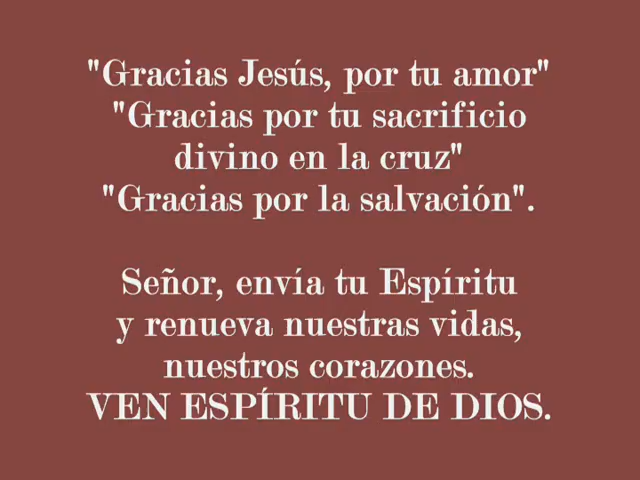 "Gracias Jesús, por tu amor"
"Gracias por tu sacrificio
divino en la cruz"
"Gracias por la salvación".
Señor, envía tu Espíritu
y renueva nuestras vidas,
nuestros corazones.
VEN ESPÍRITU DE DIOS.